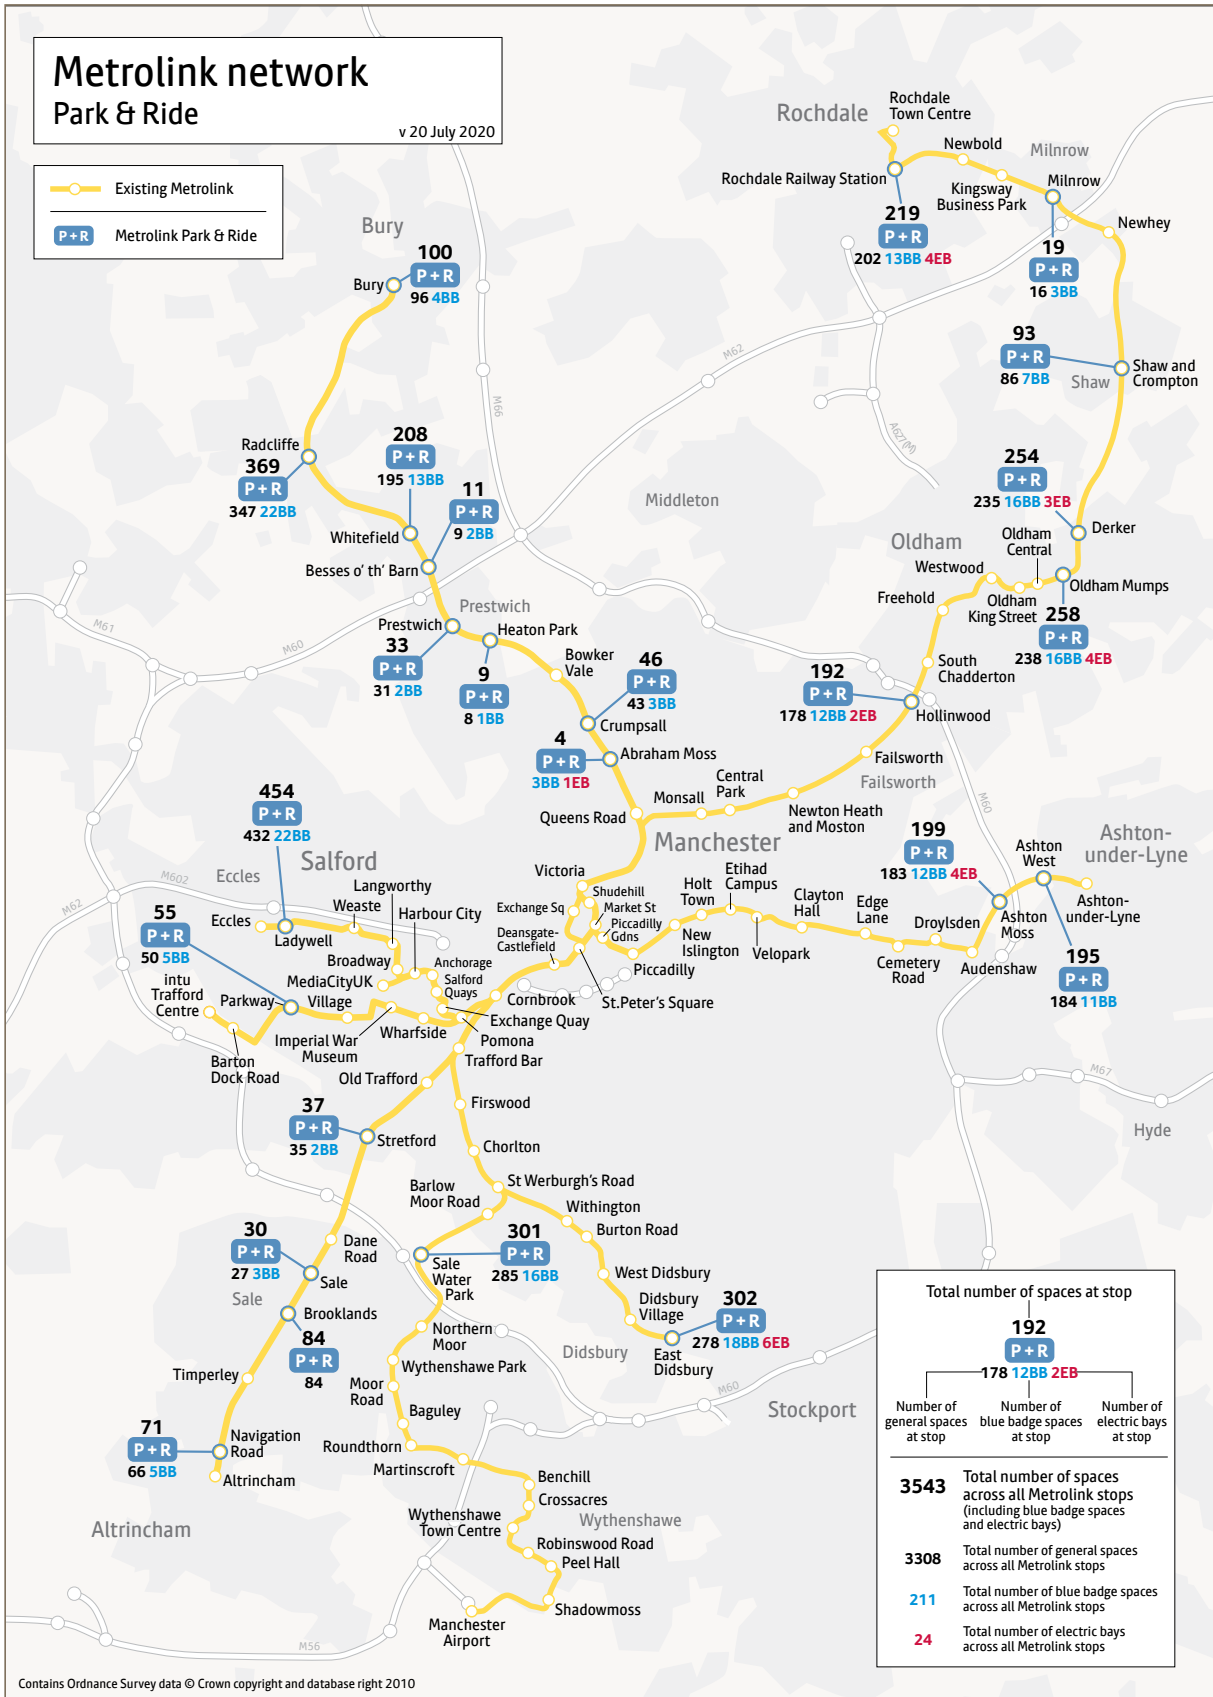 Metrolink network
Park & Ride
v 20 July 2020
Existing Metrolink
P+R Metrolink Park & Ride
Rochdale
Rochdale
Town Centre
Newbold
Milnrow
Rochdale Railway Station
Kingsway
Business Park
Milnrow
Newhey
219
P + R
202 13BB 4EB
19
P + R
16 3BB
Bury
100
P + R
96 4BB
Bury
M62
M66
93
P + R
86 7BB
Shaw
Shaw and
Crompton
A627(M)
Radcliffe
369
P + R
347 22BB
208
P + R
195 13BB
11
P + R
9 2BB
Whitefield
Besses o' th' Barn
Middleton
254
P + R
235 16BB 3EB
Derker
Oldham
Oldham
Central
Westwood
Oldham Mumps
Freehold
Oldham
King Street
258
P + R
238 16BB 4EB
M61
M60
Prestwich
Prestwich
Heaton Park
33
P + R
31 2BB
9
P + R
8 1BB
Bowker
Vale
46
P + R
43 3BB
Crumpsall
South
Chadderton
192
P + R
178 12BB 2EB
Hollinwood
4
P + R
3BB 1EB
Abraham Moss
Failsworth
Failsworth
Central
Park
Monsall
Newton Heath
and Moston
Queens Road
M60
454
P + R
432 22BB
Salford
Manchester
199
P + R
183 12BB 4EB
Ashton
West
Ashton-
under-Lyne
Eccles
M602
M62
Langworthy
Weaste
Harbour City
Victoria
Shudehill
Exchange Sq
Market St
Piccadilly
Gdns
Deansgate-
Castlefield
Holt
Town
Etihad
Campus
Clayton
Hall
Edge
Lane
Droylsden
Ashton
Moss
Ashton-
under-Lyne
55
P + R
50 5BB
Eccles
Ladywell
Broadway
Anchorage
MediaCityUK
Salford
Quays
New
Islington
Velopark
Cemetery
Road
Audenshaw
195
P + R
184 11BB
intu
Trafford
Centre
Parkway
Village
Cornbrook
Piccadilly
St.Peter's Square
Imperial War
Museum
Wharfside
Exchange Quay
Pomona
Trafford Bar
Barton
Dock Road
Old Trafford
M67
Hyde
37
P + R
35 2BB
Stretford
Firswood
Chorlton
Barlow
Moor Road
St Werburgh's Road
Withington
Burton Road
30
P + R
27 3BB
Dane
Road
Sale
Sale
Sale
Water
Park
301
P + R
285 16BB
West Didsbury
Didsbury
Village
302
P + R
278 18BB 6EB
East
Didsbury
Didsbury
Brooklands
84
P + R
84
Northern
Moor
Wythenshawe Park
Timperley
Moor
Road
M60
Stockport
71
P + R
66 5BB
Navigation
Road
Altrincham
Altrincham
Baguley
Roundthorn
Martinscroft
Benchill
Crossacres
Wythenshawe
Town Centre
Wythenshawe
Robinswood Road
Peel Hall
Shadowmoss
Manchester
Airport
M56
Total number of spaces at stop
192
P + R
178 12BB 2EB
Number of
general spaces
at stop
Number of
blue badge spaces
at stop
Number of
electric bays
at stop
3543 Total number of spaces
across all Metrolink stops
(including blue badge spaces
and electric bays)
3308 Total number of general spaces
across all Metrolink stops
211 Total number of blue badge spaces
across all Metrolink stops
24 Total number of electric bays
across all Metrolink stops
Contains Ordnance Survey data © Crown copyright and database right 2010